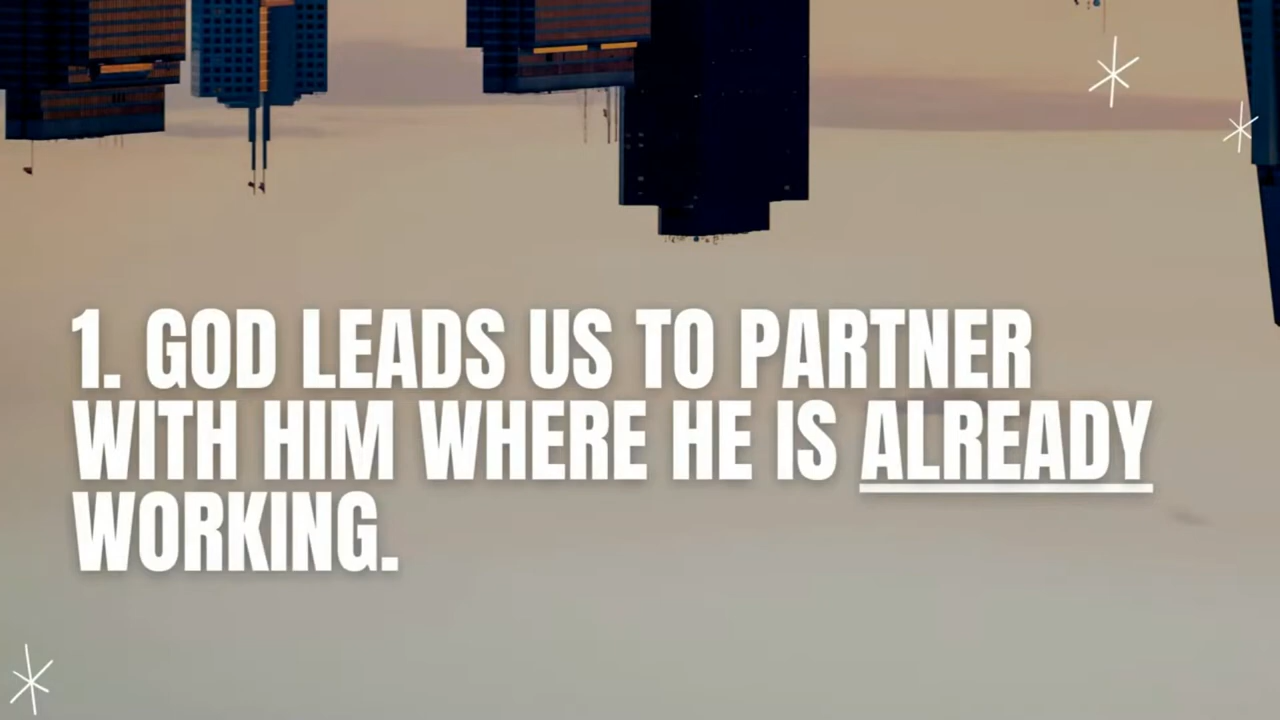 1. GOD LEADS US TO PARTNER
WITH HIM WHERE HE IS ALREADY
WORKING.